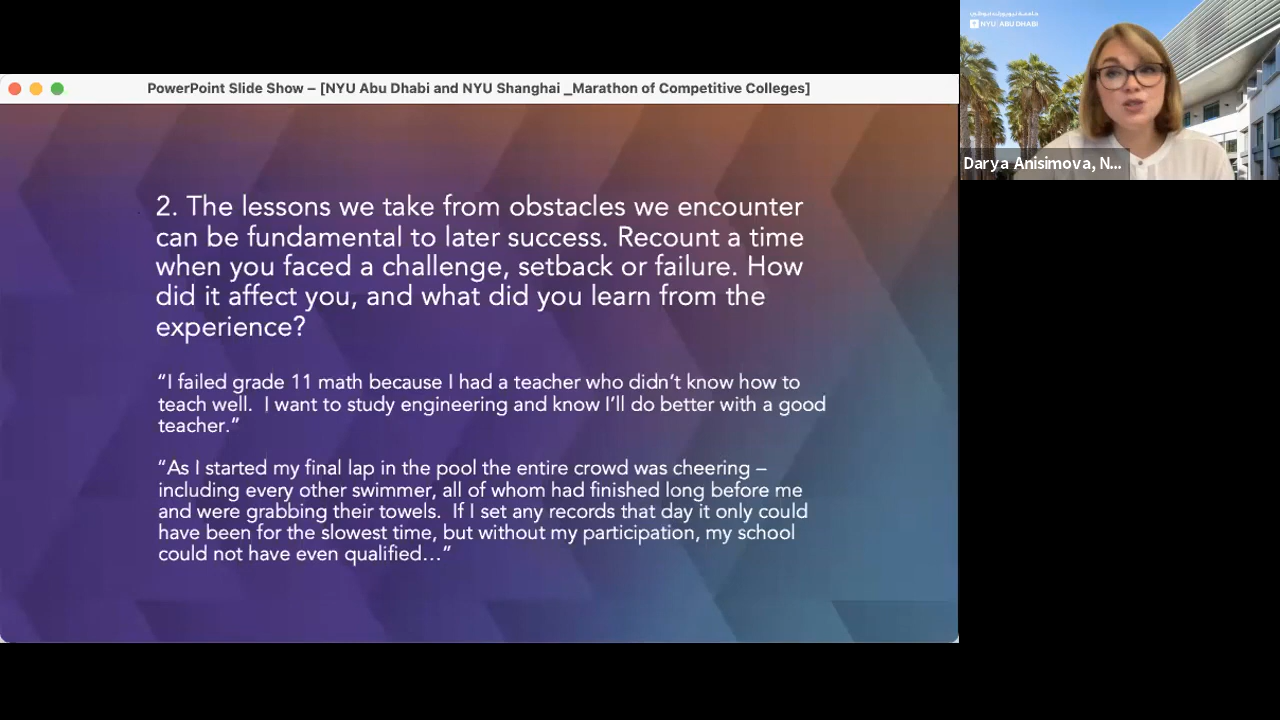 PowerPoint Slide Show – [NYU Abu Dhabi and NYU Shanghai _Marathon of Competitive Colleges]
2. The lessons we take from obstacles we encounter
can be fundamental to later success. Recount a time
when you faced a challenge, setback or failure. How
did it affect you, and what did you learn from the
experience?
“I failed grade 11 math because I had a teacher who didn’t know how to
teach well.  I want to study engineering and know I’ll do better with a good
teacher.”
“As I started my final lap in the pool the entire crowd was cheering –
including every other swimmer, all of whom had finished long before me
and were grabbing their towels.  If I set any records that day it only could
have been for the slowest time, but without my participation, my school
could not have even qualified…”
جامعة نيويورك أبوظبي
NYU ABU DHABI
Darya Anisimova, N...